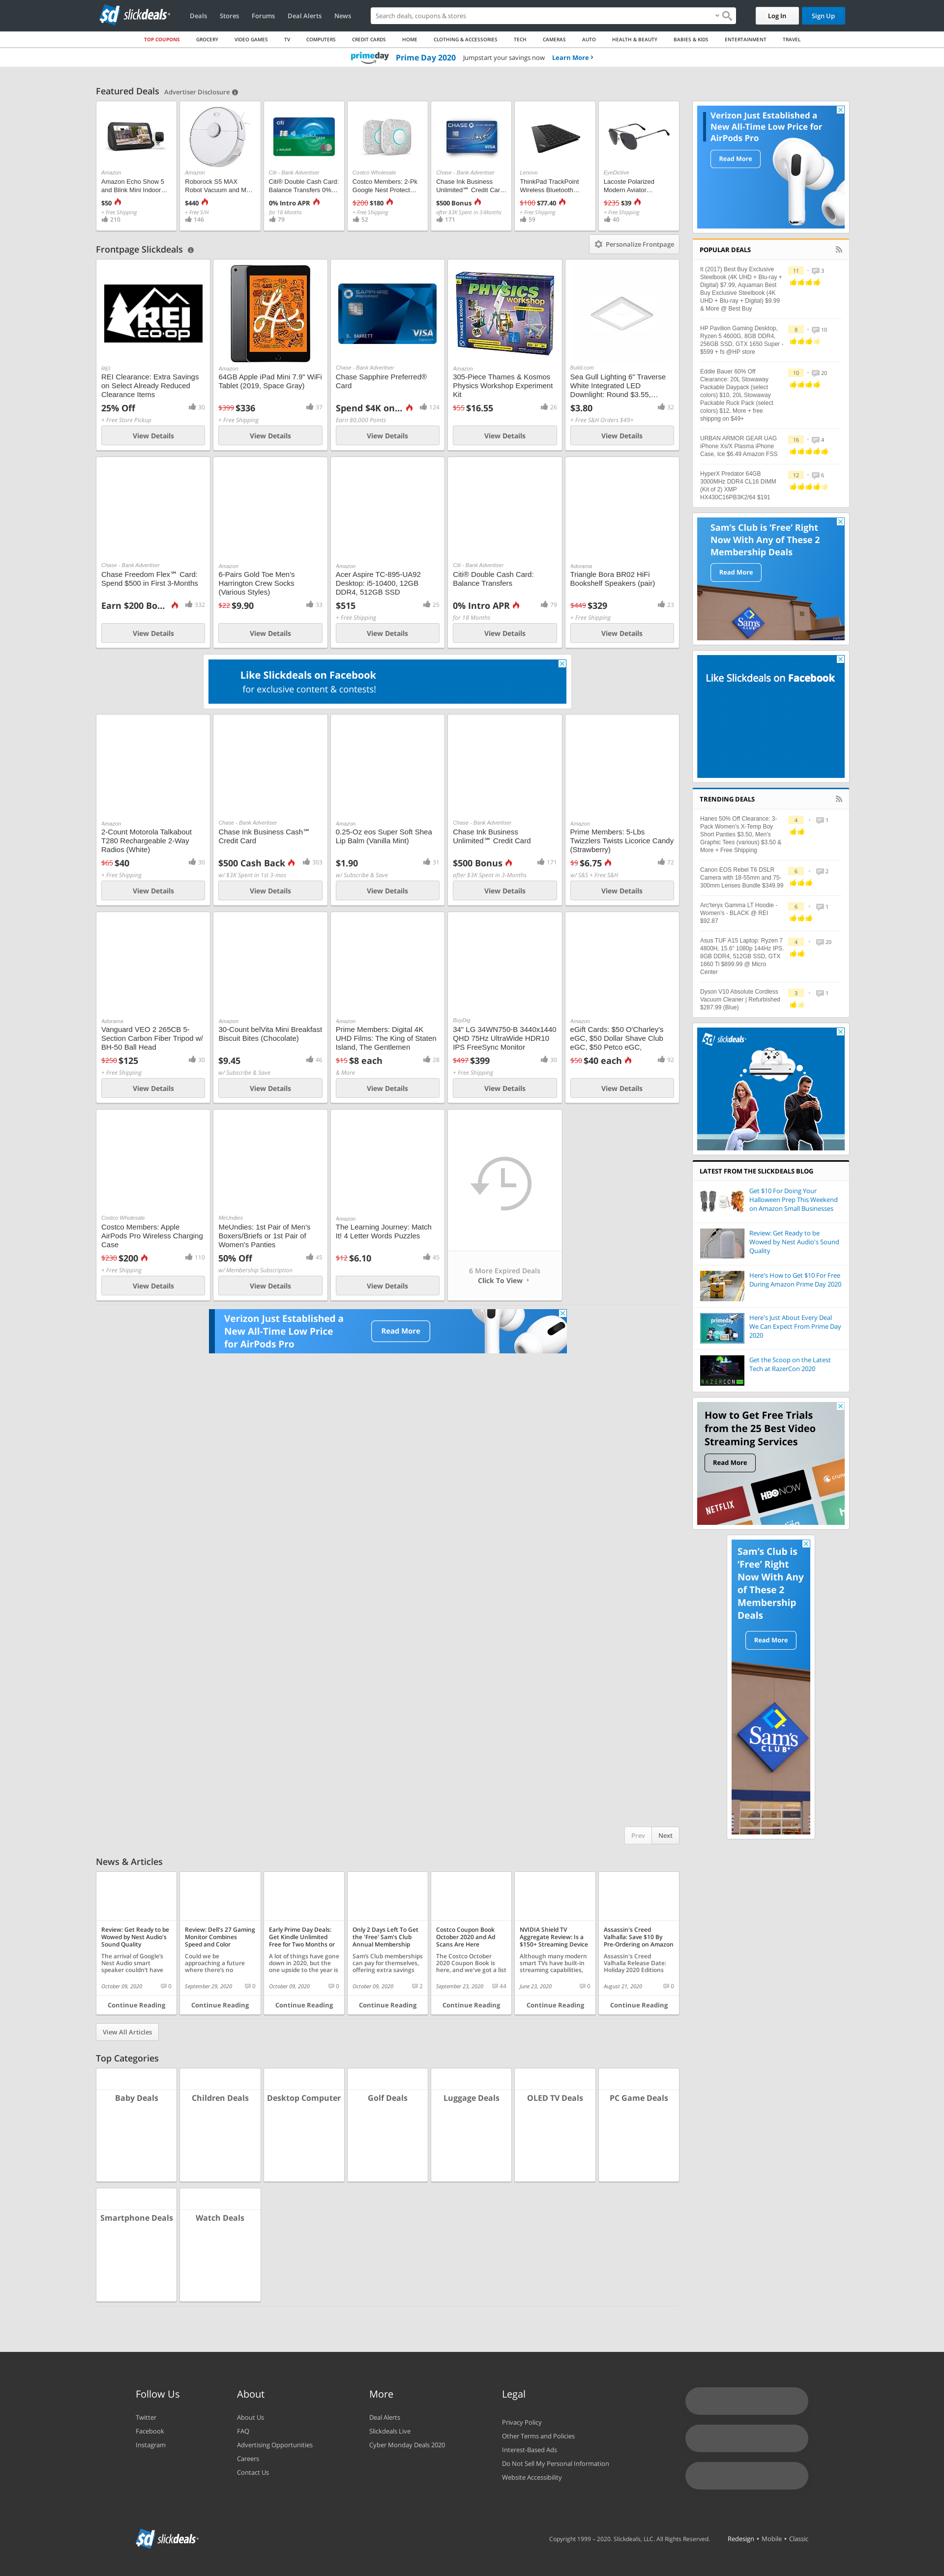 slickdeals
Deals
Stores
Forums
Deal Alerts
News
Search deals, coupons & stores
Log In
Sign Up
TOP COUPONS
GROCERY
VIDEO GAMES
TV
COMPUTERS
CREDIT CARDS
HOME
CLOTHING & ACCESSORIES
TECH
CAMERAS
AUTO
HEALTH & BEAUTY
BABIES & KIDS
ENTERTAINMENT
TRAVEL
primeday Prime Day 2020 Jumpstart your savings now Learn More ›
Featured Deals Advertiser Disclosure
Amazon
Amazon Echo Show 5
and Blink Mini Indoor...
$50
+ Free Shipping
210
Amazon
Roborock S5 MAX
Robot Vacuum and M...
$440
+ Free S/H
146
Citi - Bank Advertiser
Citi® Double Cash Card:
Balance Transfers 0%...
0% Intro APR
for 18 Months
79
Costco Wholesale
Costco Members: 2-Pk
Google Nest Protect...
$200 $180
+ Free Shipping
52
Chase - Bank Advertiser
Chase Ink Business
Unlimited℠ Credit Car...
$500 Bonus
after $3K Spent in 3-Months
171
Lenovo
ThinkPad TrackPoint
Wireless Bluetooth...
$100 $77.40
+ Free Shipping
59
EyeDictive
Lacoste Polarized
Modern Aviator...
$235 $39
+ Free Shipping
40
Frontpage Slickdeals
Personalize Frontpage
REI CO-OP
REI Clearance: Extra Savings
on Select Already Reduced
Clearance Items
25% Off
30
+ Free Store Pickup
View Details
Amazon
64GB Apple iPad Mini 7.9" WiFi
Tablet (2019, Space Gray)
$399 $336
37
+ Free Shipping
View Details
SAPPHIRE
D. BARRETT
VISA
Chase - Bank Advertiser
Chase Sapphire Preferred®
Card
Spend $4K on...
124
Earn 80,000 Points
View Details
PHYSICS
workshop
Amazon
305-Piece Thames & Kosmos
Physics Workshop Experiment
Kit
$55 $16.55
26
View Details
Build.com
Sea Gull Lighting 6" Traverse
White Integrated LED
Downlight: Round $3.55,...
$3.80
32
+ Free S&H Orders $49+
View Details
Chase - Bank Advertiser
Chase Freedom Flex℠ Card:
Spend $500 in First 3-Months
Earn $200 Bo...
332
View Details
Amazon
6-Pairs Gold Toe Men's
Harrington Crew Socks
(Various Styles)
$22 $9.90
33
View Details
Amazon
Acer Aspire TC-895-UA92
Desktop: i5-10400, 12GB
DDR4, 512GB SSD
$515
25
+ Free Shipping
View Details
Citi - Bank Advertiser
Citi® Double Cash Card:
Balance Transfers
0% Intro APR
79
for 18 Months
View Details
Adorama
Triangle Bora BR02 HiFi
Bookshelf Speakers (pair)
$449 $329
23
+ Free Shipping
View Details
Like Slickdeals on Facebook
for exclusive content & contests!
Amazon
2-Count Motorola Talkabout
T280 Rechargeable 2-Way
Radios (White)
$65 $40
30
+ Free Shipping
View Details
Chase - Bank Advertiser
Chase Ink Business Cash℠
Credit Card
$500 Cash Back
303
w/ $3K Spent in 1st 3-mos
View Details
Amazon
0.25-Oz eos Super Soft Shea
Lip Balm (Vanilla Mint)
$1.90
31
w/ Subscribe & Save
View Details
Chase - Bank Advertiser
Chase Ink Business
Unlimited℠ Credit Card
$500 Bonus
171
after $3K Spent in 3-Months
View Details
Amazon
Prime Members: 5-Lbs
Twizzlers Twists Licorice Candy
(Strawberry)
$9 $6.75
72
w/ S&S + Free S&H
View Details
Adorama
Vanguard VEO 2 265CB 5-
Section Carbon Fiber Tripod w/
BH-50 Ball Head
$250 $125
30
+ Free Shipping
View Details
Amazon
30-Count belVita Mini Breakfast
Biscuit Bites (Chocolate)
$9.45
46
w/ Subscribe & Save
View Details
Amazon
Prime Members: Digital 4K
UHD Films: The King of Staten
Island, The Gentlemen
$15 $8 each
28
& More
View Details
BuyDig
34" LG 34WN750-B 3440x1440
QHD 75Hz UltraWide HDR10
IPS FreeSync Monitor
$497 $399
30
+ Free Shipping
View Details
Amazon
eGift Cards: $50 O'Charley's
eGC, $50 Dollar Shave Club
eGC, $50 Petco eGC,
$50 $40 each
92
View Details
Costco Wholesale
Costco Members: Apple
AirPods Pro Wireless Charging
Case
$230 $200
110
+ Free Shipping
View Details
MeUndies
MeUndies: 1st Pair of Men's
Boxers/Briefs or 1st Pair of
Women's Panties
50% Off
45
w/ Membership Subscription
View Details
Amazon
The Learning Journey: Match
It! 4 Letter Words Puzzles
$12 $6.10
45
View Details
6 More Expired Deals
Click To View ›
Verizon Just Established a
New All-Time Low Price
for AirPods Pro
Read More
Prev
Next
Verizon Just Established a
New All-Time Low Price for
AirPods Pro
Read More
POPULAR DEALS
It (2017) Best Buy Exclusive
Steelbook (4K UHD + Blu-ray +
Digital) $7.99, Aquaman Best
Buy Exclusive Steelbook (4K
UHD + Blu-ray + Digital) $9.99
& More @ Best Buy
11
3
HP Pavilion Gaming Desktop,
Ryzen 5 4600G, 8GB DDR4,
256GB SSD, GTX 1650 Super -
$599 + fs @HP store
8
10
Eddie Bauer 60% Off
Clearance: 20L Stowaway
Packable Daypack (select
colors) $10, 20L Stowaway
Packable Ruck Pack (select
colors) $12. More + free
shippng on $49+
10
20
URBAN ARMOR GEAR UAG
iPhone Xs/X Plasma iPhone
Case, Ice $6.49 Amazon FSS
16
4
HyperX Predator 64GB
3000MHz DDR4 CL16 DIMM
(Kit of 2) XMP
HX430C16PB3K2/64 $191
12
6
Sam's Club is 'Free' Right
Now With Any of These 2
Membership Deals
Read More
Sam's
Like Slickdeals on Facebook
TRENDING DEALS
Hanes 50% Off Clearance: 3-
Pack Women's X-Temp Boy
Short Panties $3.50, Men's
Graphic Tees (various) $3.50 &
More + Free Shipping
4
1
Canon EOS Rebel T6 DSLR
Camera with 18-55mm and 75-
300mm Lenses Bundle $349.99
6
2
Arc'teryx Gamma LT Hoodie -
Women's - BLACK @ REI
$92.87
6
1
Asus TUF A15 Laptop: Ryzen 7
4800H, 15.6" 1080p 144Hz IPS,
8GB DDR4, 512GB SSD, GTX
1660 Ti $899.99 @ Micro
Center
4
20
Dyson V10 Absolute Cordless
Vacuum Cleaner | Refurbished
$287.99 (Blue)
3
1
slickdeals
LATEST FROM THE SLICKDEALS BLOG
Get $10 For Doing Your
Halloween Prep This Weekend
on Amazon Small Businesses
Review: Get Ready to be
Wowed by Nest Audio's Sound
Quality
Here's How to Get $10 For Free
During Amazon Prime Day 2020
primeday
Here's Just About Every Deal
We Can Expect From Prime Day
2020
RAZERCON
Get the Scoop on the Latest
Tech at RazerCon 2020
How to Get Free Trials
from the 25 Best Video
Streaming Services
Read More
NETFLIX
HBO NOW
Sam's Club is
'Free' Right
Now With Any
of These 2
Membership
Deals
Read More
Sam's
CLUB
News & Articles
Review: Get Ready to be
Wowed by Nest Audio's
Sound Quality
The arrival of Google's
Nest Audio smart
speaker couldn't have
October 09, 2020
0
Continue Reading
Review: Dell's 27 Gaming
Monitor Combines
Speed and Color
Could we be
approaching a future
where there's no
September 29, 2020
0
Continue Reading
Early Prime Day Deals:
Get Kindle Unlimited
Free for Two Months or
A lot of things have gone
down in 2020, but the
one upside to the year is
October 09, 2020
0
Continue Reading
Only 2 Days Left To Get
the 'Free' Sam's Club
Annual Membership
Sam's Club memberships
can pay for themselves,
offering extra savings
October 09, 2020
2
Continue Reading
Costco Coupon Book
October 2020 and Ad
Scans Are Here
The Costco October
2020 Coupon Book is
here, and we've got a list
September 23, 2020
44
Continue Reading
NVIDIA Shield TV
Aggregate Review: Is a
$150+ Streaming Device
Although many modern
smart TVs have built-in
streaming capabilities,
June 23, 2020
0
Continue Reading
Assassin's Creed
Valhalla: Save $10 By
Pre-Ordering on Amazon
Assassin's Creed
Valhalla Release Date:
Holiday 2020 Editions
August 21, 2020
0
Continue Reading
View All Articles
Top Categories
Baby Deals
Children Deals
Desktop Computer
Golf Deals
Luggage Deals
OLED TV Deals
PC Game Deals
Smartphone Deals
Watch Deals
Follow Us
Twitter
Facebook
Instagram
About
About Us
FAQ
Advertising Opportunities
Careers
Contact Us
More
Deal Alerts
Slickdeals Live
Cyber Monday Deals 2020
Legal
Privacy Policy
Other Terms and Policies
Interest-Based Ads
Do Not Sell My Personal Information
Website Accessibility
slickdeals
Copyright 1999 – 2020. Slickdeals, LLC. All Rights Reserved.
Redesign • Mobile • Classic